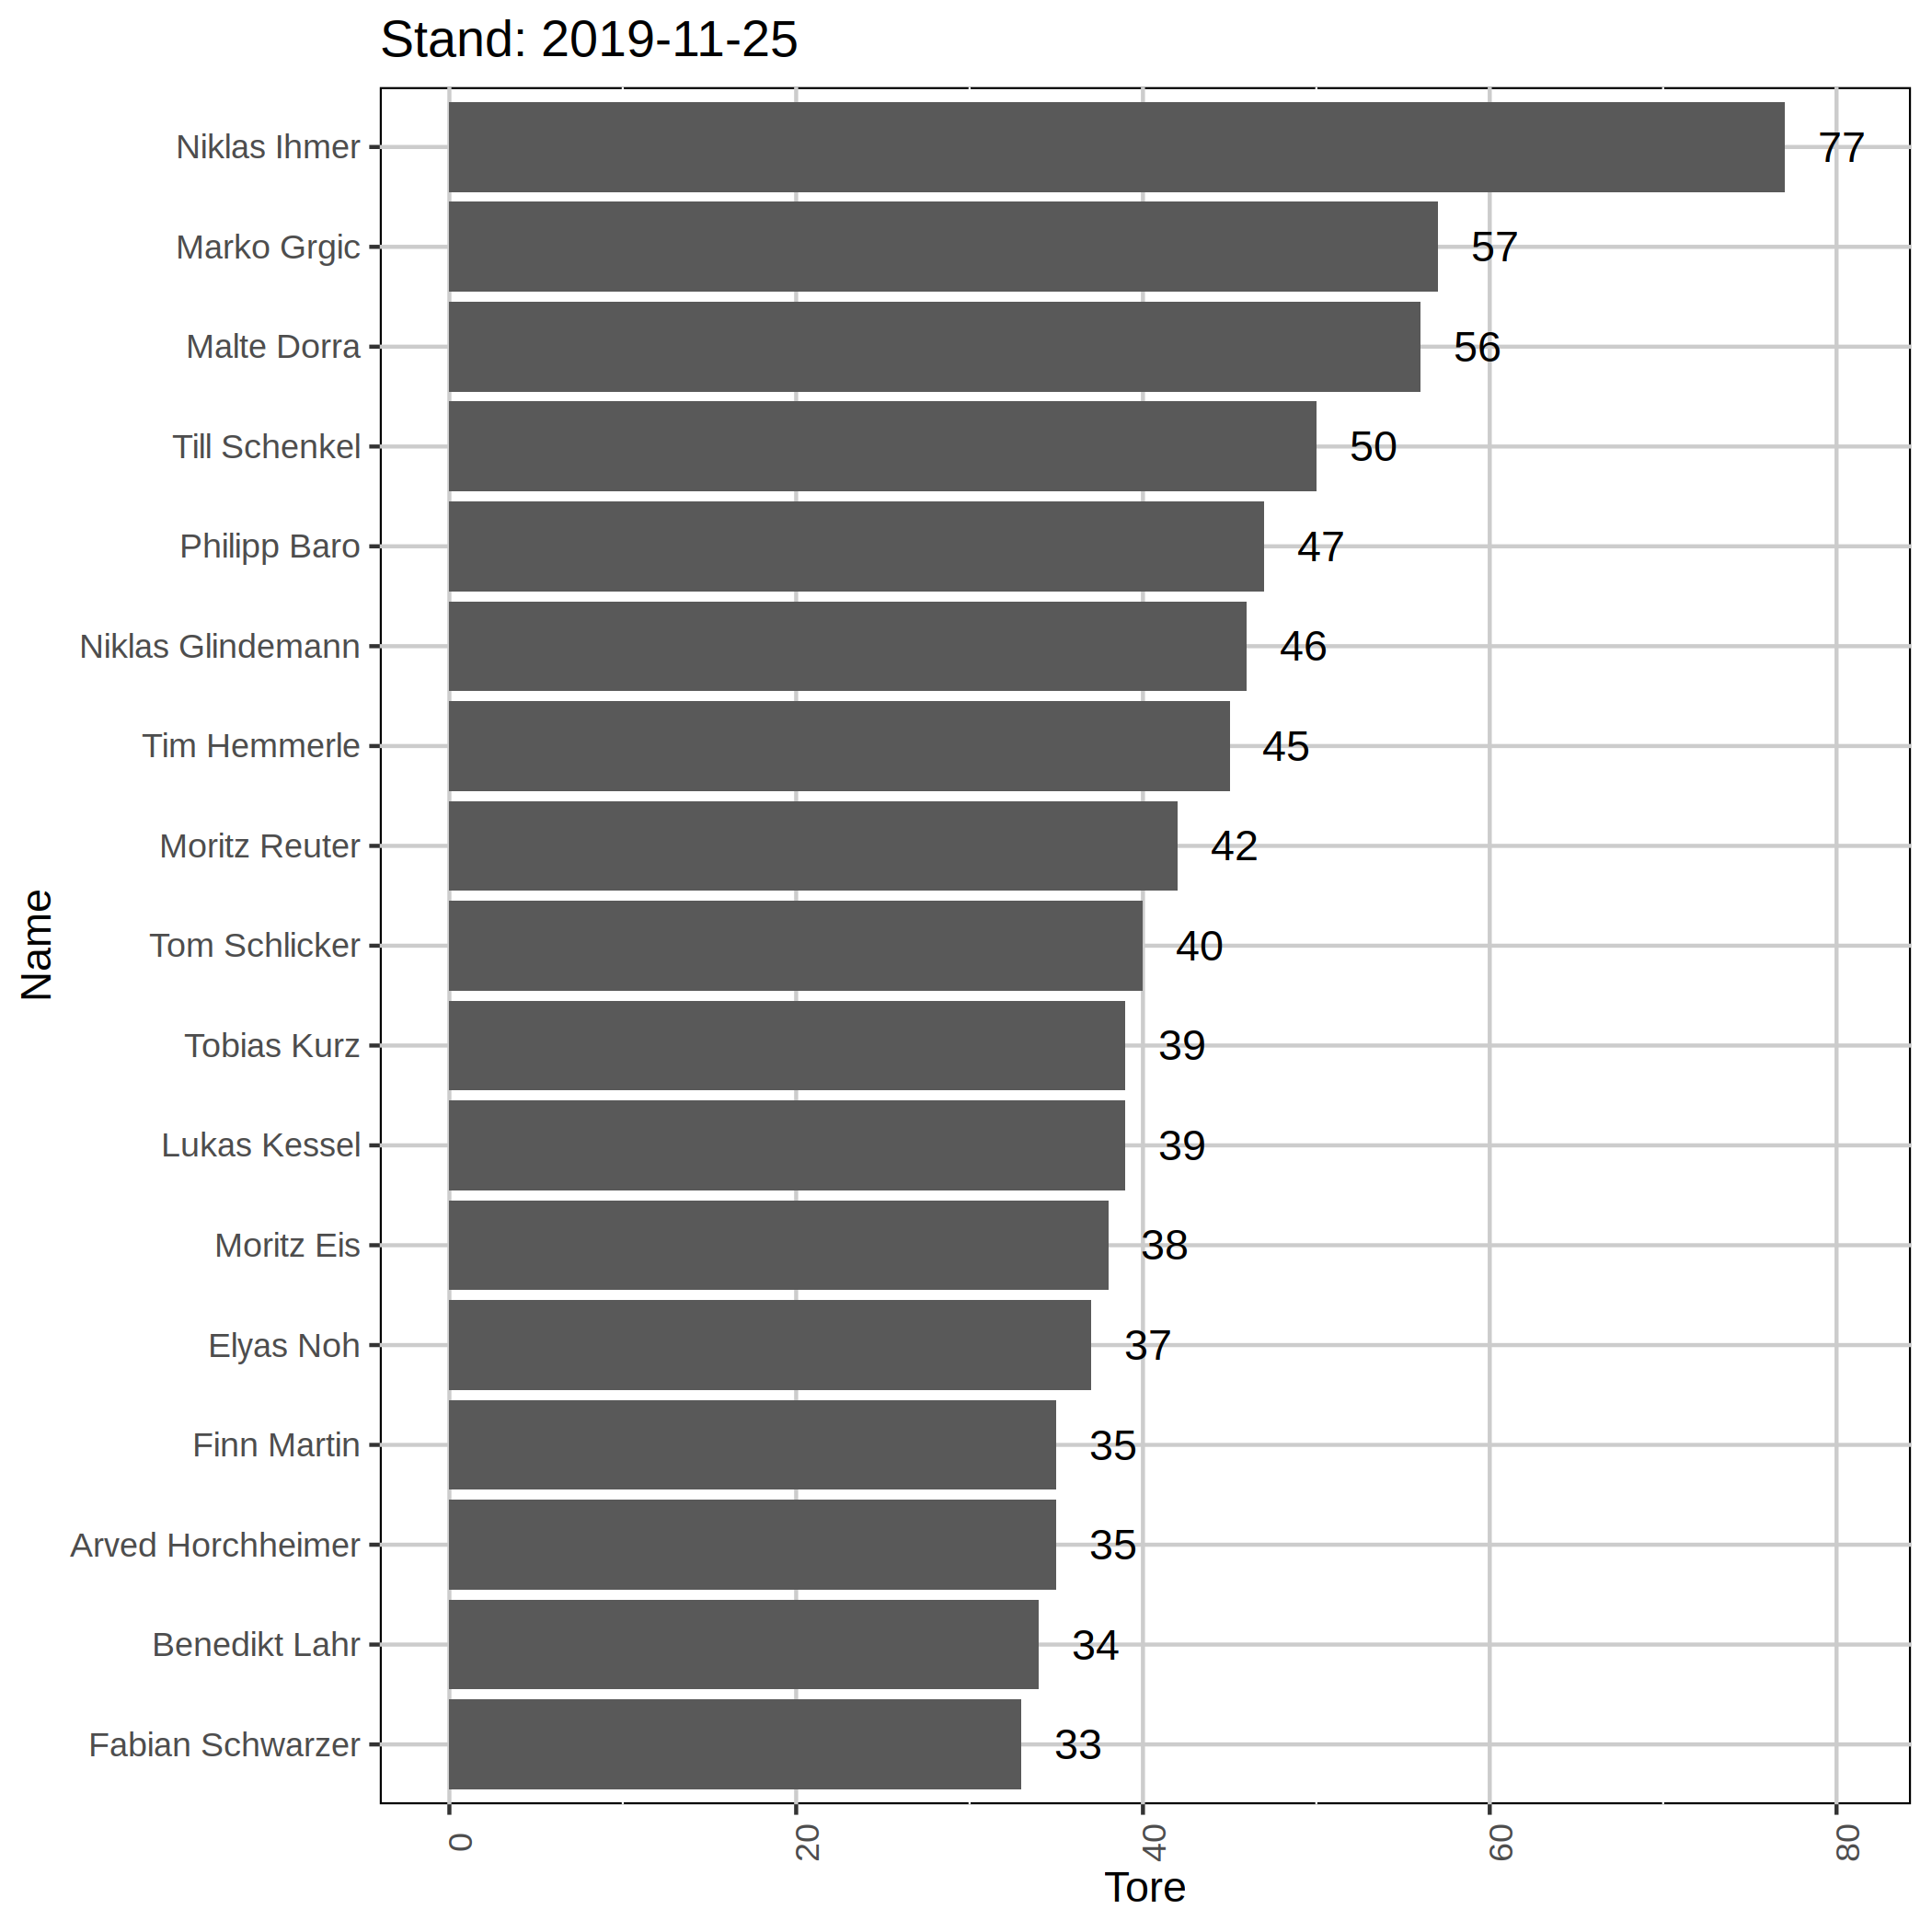 Stand: 2019-11-25
Niklas Ihmer 77
Marko Grgic 57
Malte Dorra 56
Till Schenkel 50
Philipp Baro 47
Niklas Glindemann 46
Tim Hemmerle 45
Moritz Reuter 42
Tom Schlicker 40
Tobias Kurz 39
Lukas Kessel 39
Moritz Eis 38
Elyas Noh 37
Finn Martin 35
Arved Horchheimer 35
Benedikt Lahr 34
Fabian Schwarzer 33
Name
0 20 40 60 80
Tore